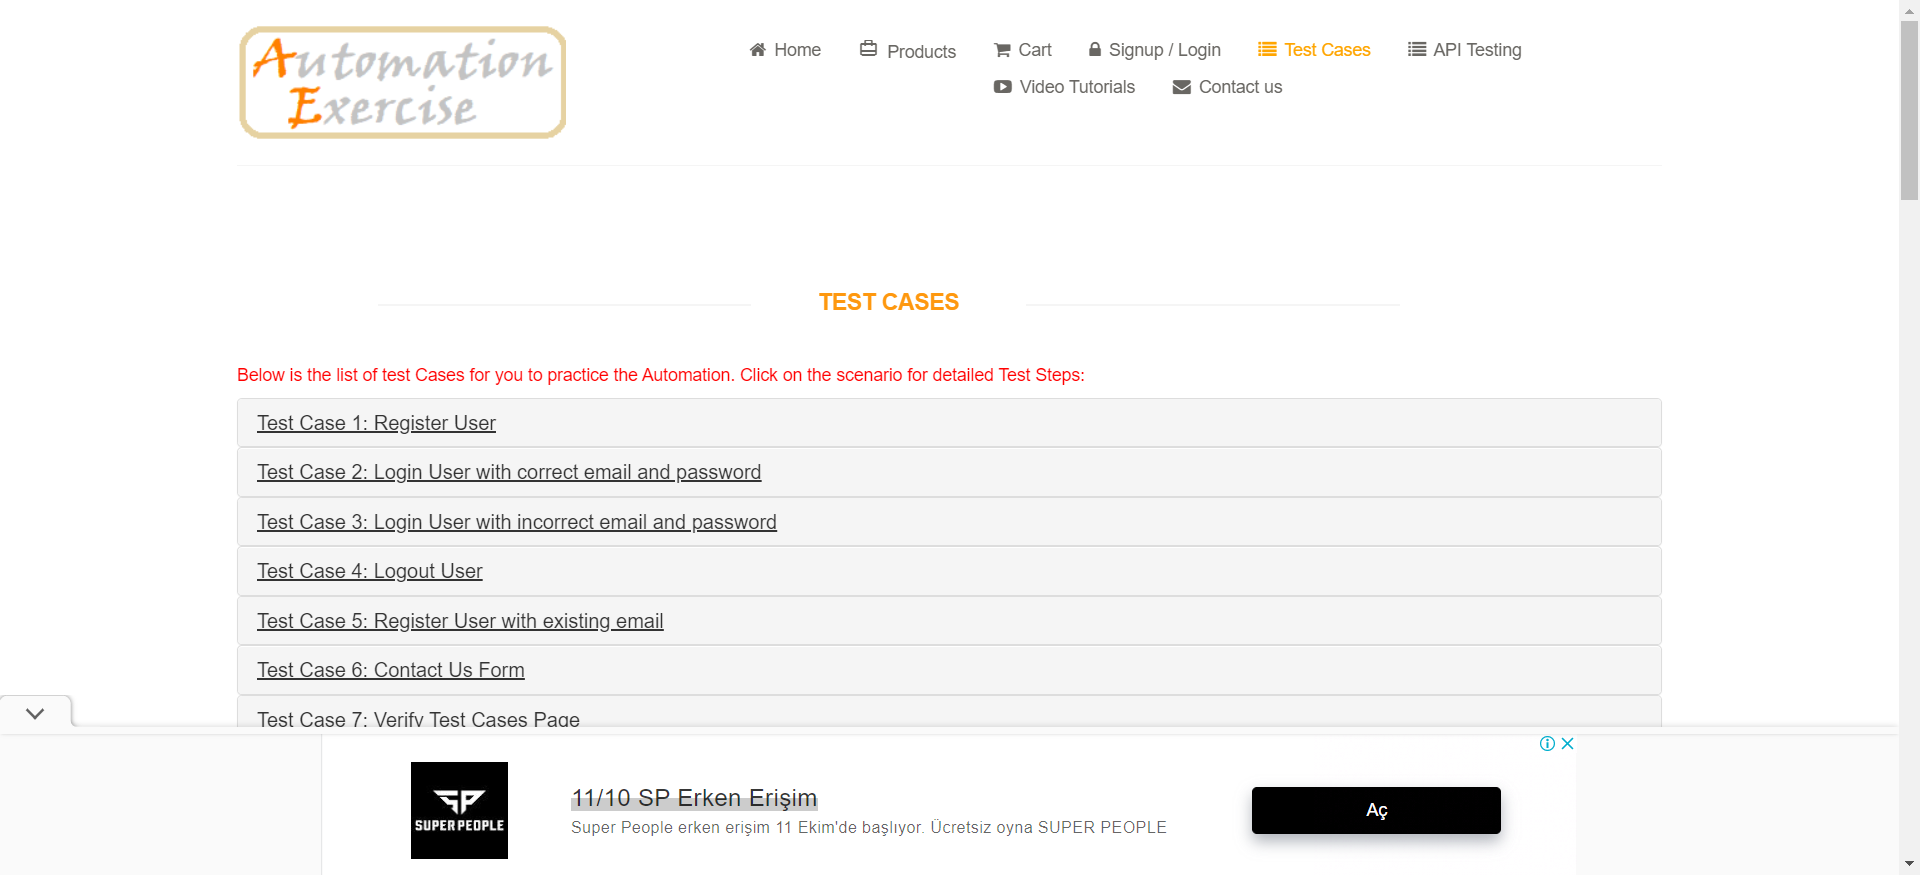 Automation
Exercise
Home
Products
Cart
Signup / Login
Test Cases
API Testing
Video Tutorials
Contact us
TEST CASES
Below is the list of test Cases for you to practice the Automation. Click on the scenario for detailed Test Steps:
Test Case 1: Register User
Test Case 2: Login User with correct email and password
Test Case 3: Login User with incorrect email and password
Test Case 4: Logout User
Test Case 5: Register User with existing email
Test Case 6: Contact Us Form
Test Case 7: Verify Test Cases Page
SP
SUPER PEOPLE
11/10 SP Erken Erişim
Super People erken erişim 11 Ekim'de başlıyor. Ücretsiz oyna SUPER PEOPLE
Aç